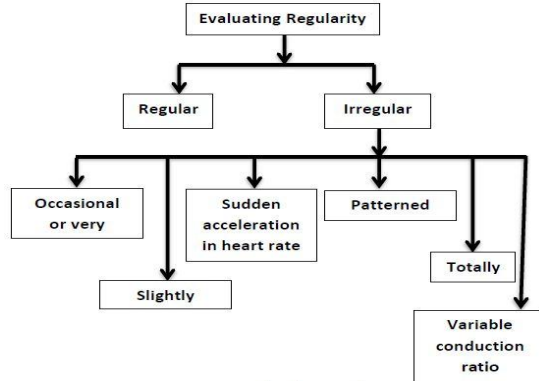 Evaluating Regularity
Regular
Irregular
Occasional
or very
Slightly
Sudden
acceleration
in heart rate
Patterned
Totally
Variable
conduction
ratio